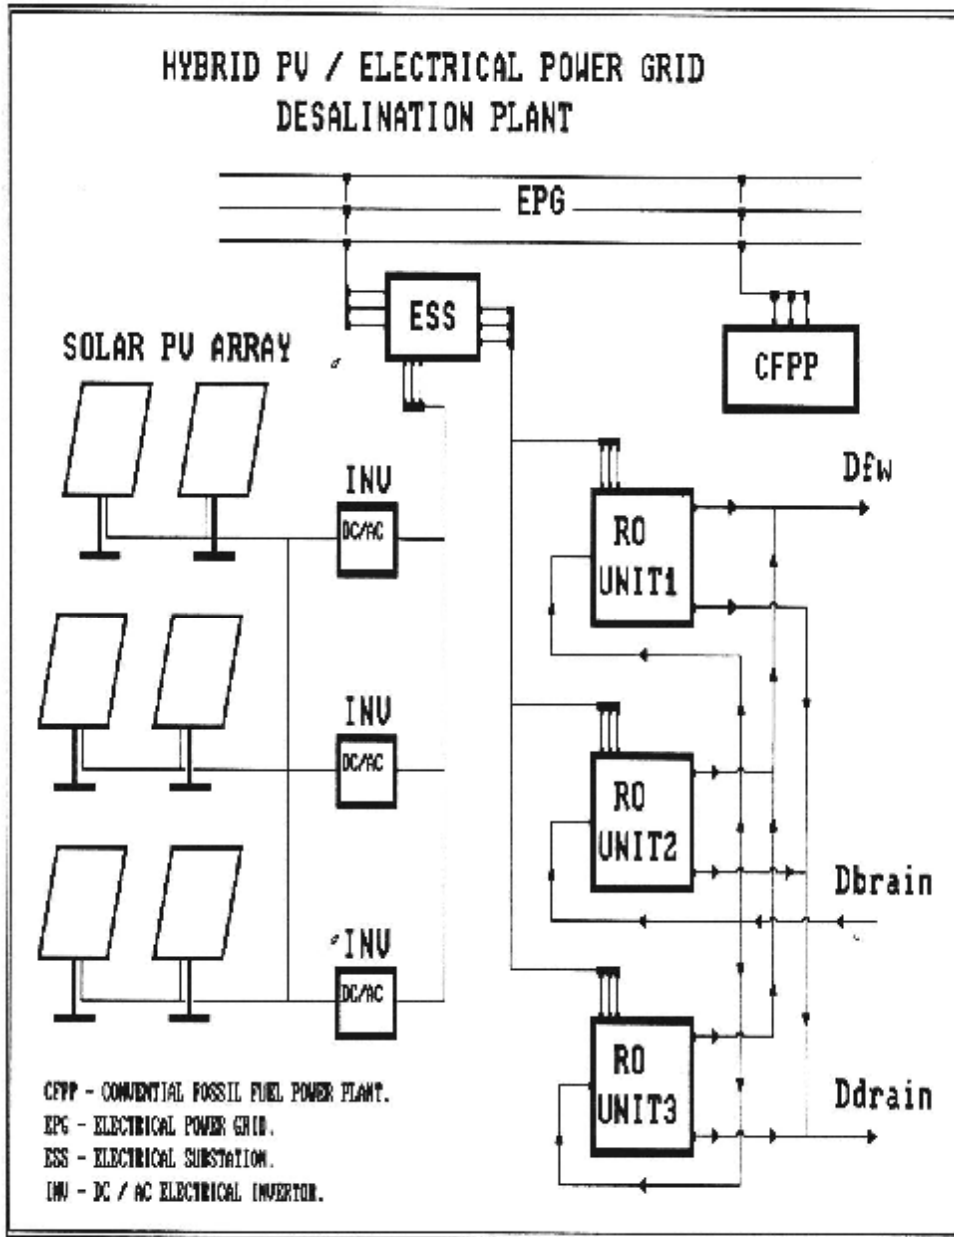 HYBRID PV / ELECTRICAL POWER GRID
DESALINATION PLANT
EPG
ESS
CFPP
SOLAR PV ARRAY
INV
DC/AC
Dfw
RO
UNIT1
INV
DC/AC
RO
UNIT2
Dbrain
INV
DC/AC
RO
UNIT3
Ddrain
CFPP - CONVENTIAL FOSSIL FUEL POWER PLANT.
EPG - ELECTRICAL POWER GRID.
ESS - ELECTRICAL SUBSTATION.
INV - DC / AC ELECTRICAL INVERTOR.